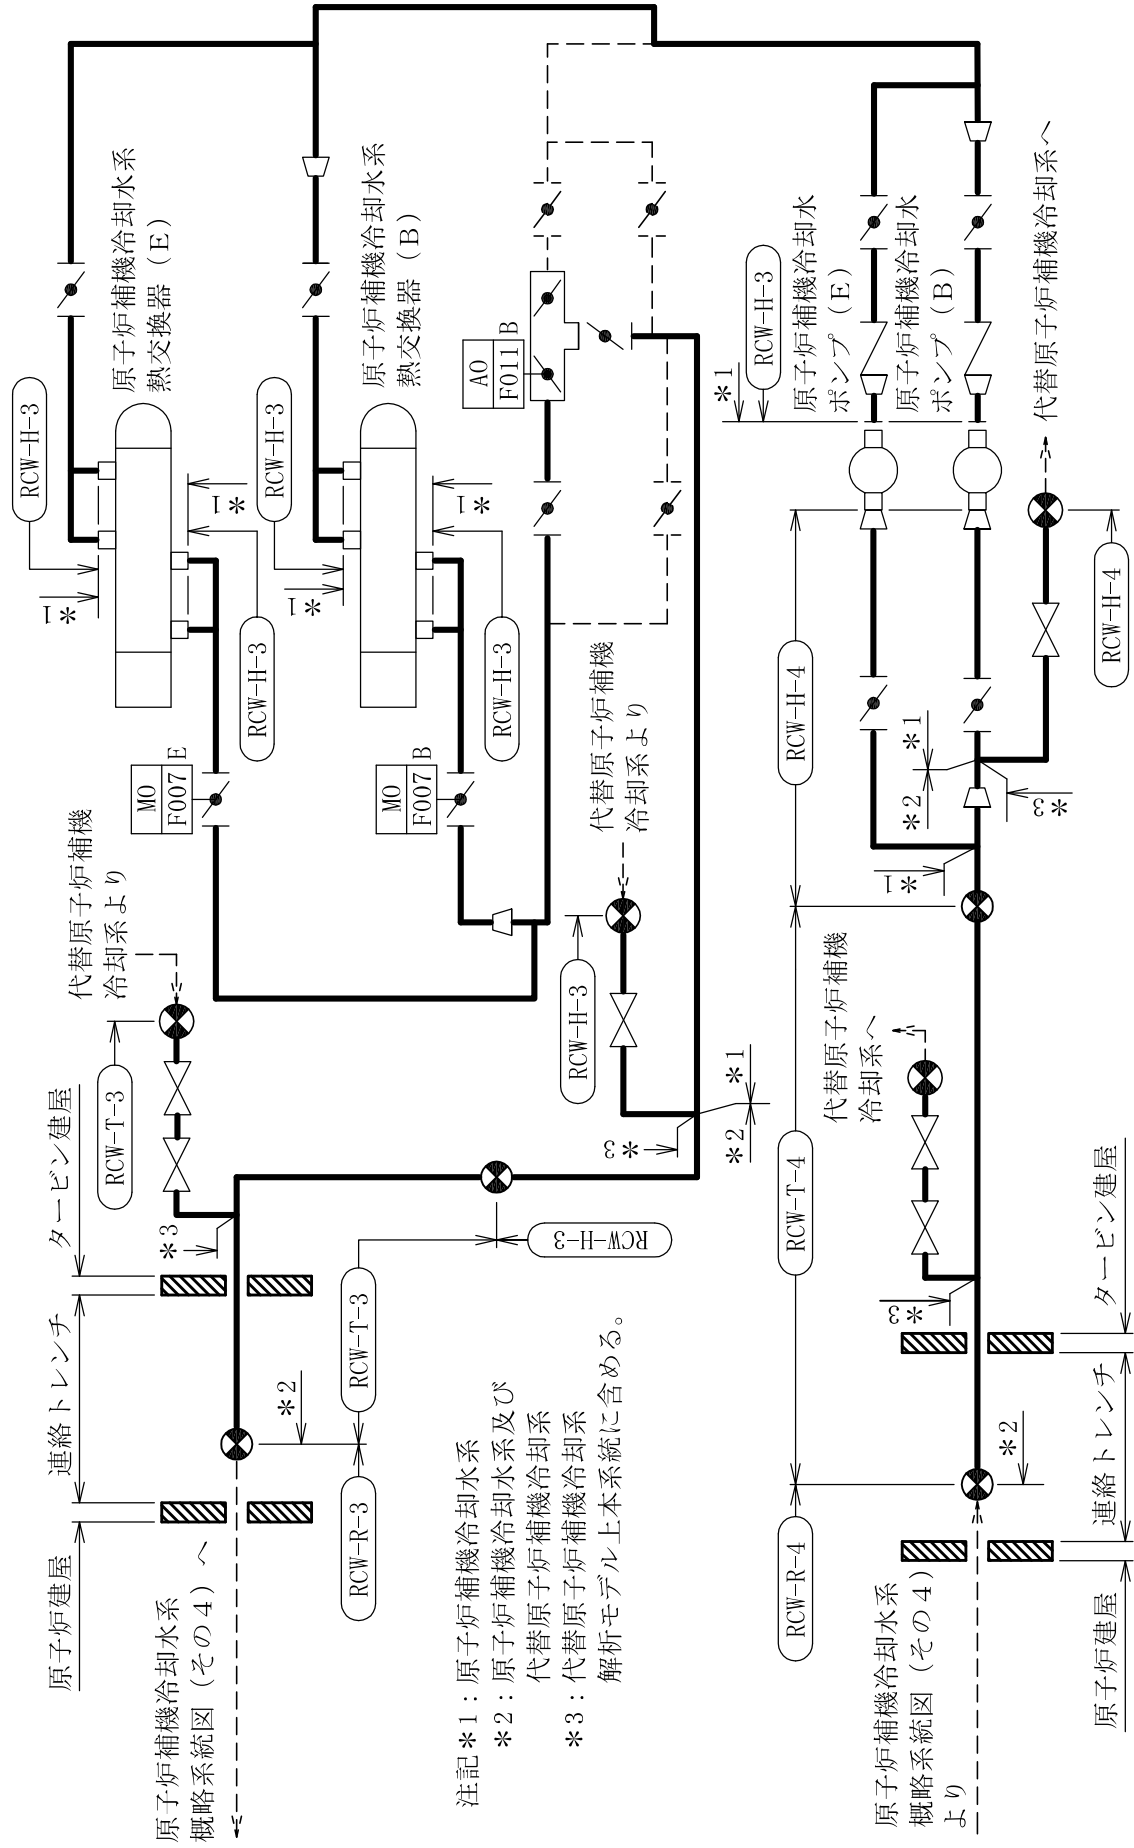 原子炉建屋
連絡トレンチ
タービン建屋
原子炉補機冷却水系
概略系統図（その４）へ
RCW-T-3
代替原子炉補機
冷却系より
＊3
＊2
RCW-R-3
RCW-T-3
RCW-H-3
MO
F007
E
MO
F007
B
RCW-H-3
＊1
原子炉補機冷却水系
熱交換器（E）
RCW-H-3
＊1
RCW-H-3
＊1
原子炉補機冷却水系
熱交換器（B）
RCW-H-3
＊1
AO
F011
B
代替原子炉補機
冷却系より
RCW-H-3
＊3
＊2
＊1
注記＊1：原子炉補機冷却水系
＊2：原子炉補機冷却水系及び
代替原子炉補機冷却系
＊3：代替原子炉補機冷却系
解析モデル上本系統に含める。
RCW-R-4
RCW-T-4
RCW-H-4
RCW-H-3
＊1
原子炉補機冷却水
ポンプ（E）
原子炉補機冷却水
ポンプ（B）
代替原子炉補機冷却系へ
RCW-H-4
＊1
＊2
＊1
＊3
代替原子炉補機
冷却系へ
＊3
＊2
原子炉補機冷却水系
概略系統図（その４）
より
原子炉建屋
連絡トレンチ
タービン建屋